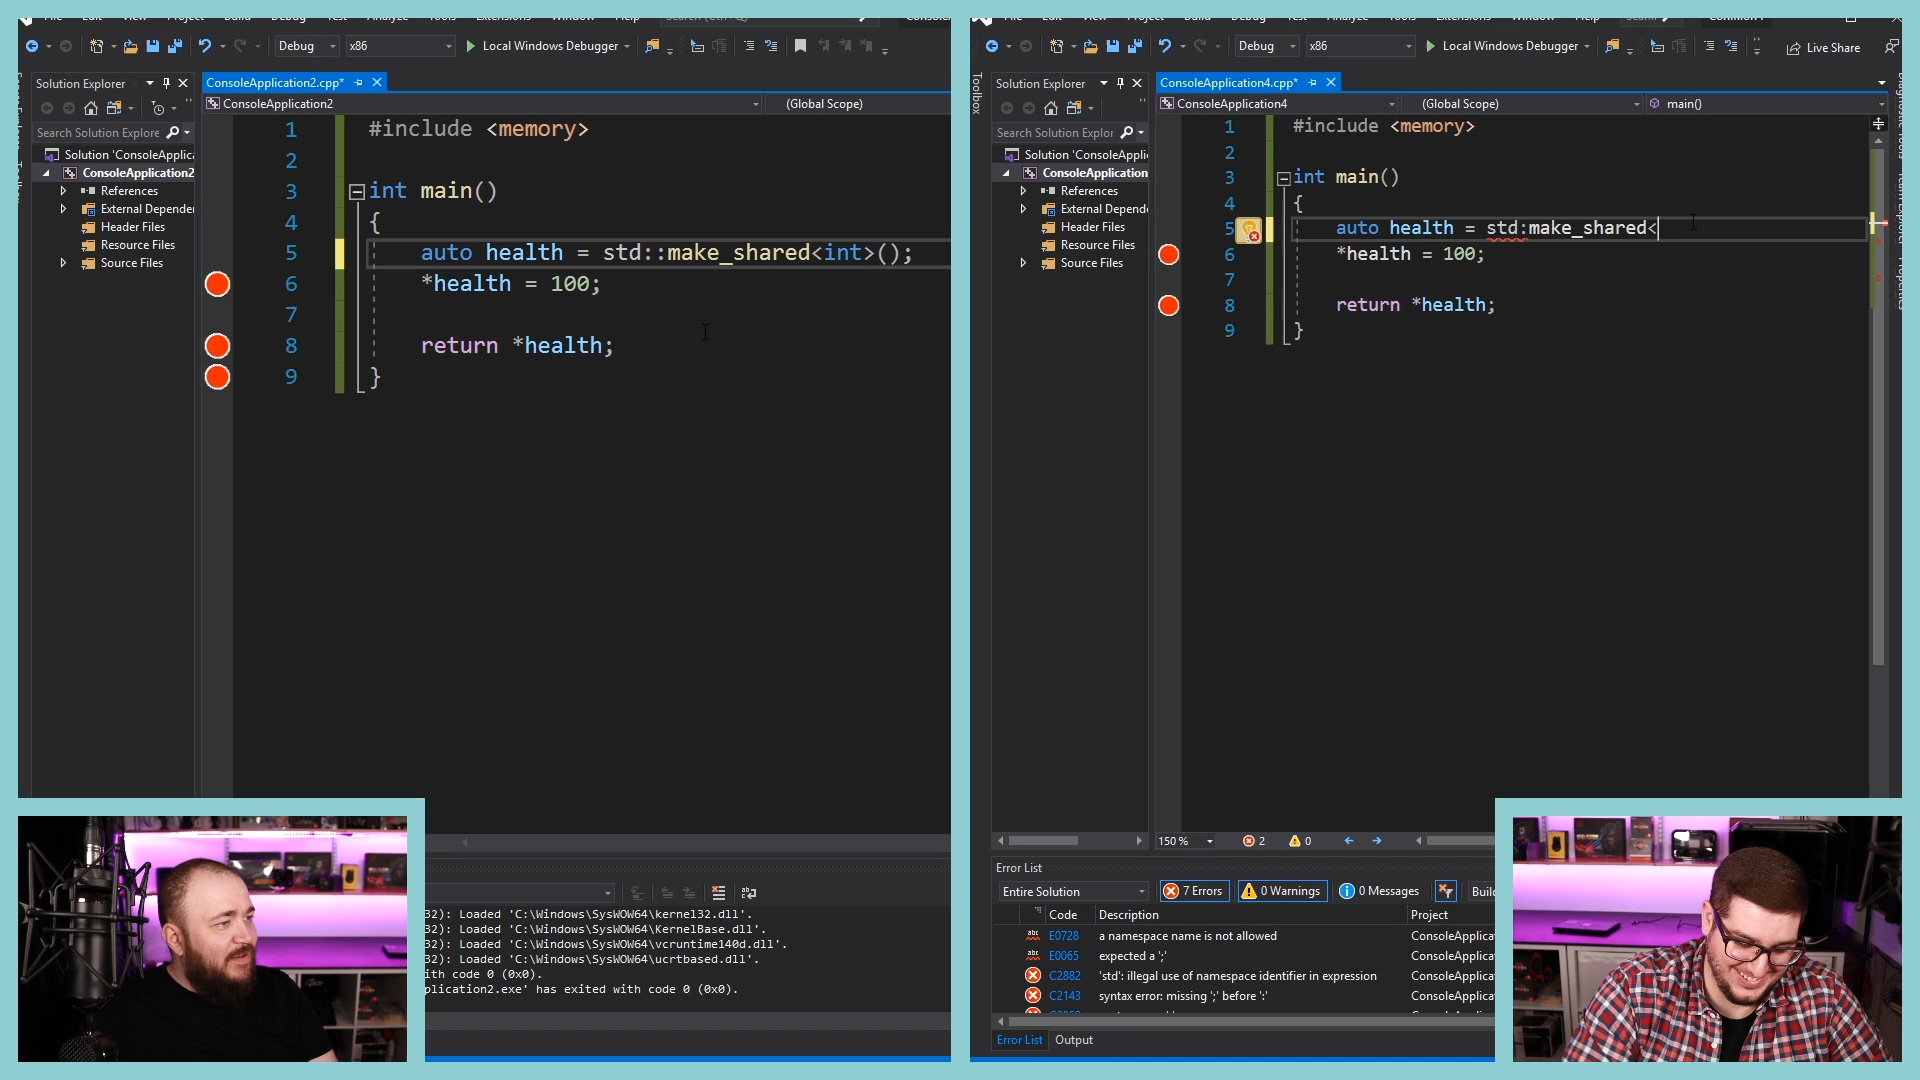 Debug
x86
Local Windows Debugger
Solution Explorer
ConsoleApplication2.cpp*
ConsoleApplication2
(Global Scope)
Search Solution Explore
Solution 'ConsoleApplica
ConsoleApplication2
References
External Depender
Header Files
Resource Files
Source Files
1 #include <memory>
2
3 int main()
4 {
5 auto health = std::make_shared<int>();
6 *health = 100;
7
8 return *health;
9 }
32): Loaded 'C:\Windows\SysWOW64\kernel32.dll'.
32): Loaded 'C:\Windows\SysWOW64\KernelBase.dll'.
32): Loaded 'C:\Windows\SysWOW64\vcruntime140d.dll'.
32): Loaded 'C:\Windows\SysWOW64\ucrtbased.dll'.
ith code 0 (0x0).
plication2.exe' has exited with code 0 (0x0).
Debug
x86
Local Windows Debugger
Live Share
Toolbox
Solution Explorer
ConsoleApplication4.cpp*
ConsoleApplication4
(Global Scope)
main()
Search Solution Explor
Solution 'ConsoleAppli
ConsoleApplication
References
External Depend
Header Files
Resource Files
Source Files
1 #include <memory>
2
3 int main()
4 {
5 auto health = std:make_shared<
6 *health = 100;
7
8 return *health;
9 }
150 %
2
0
Error List
Entire Solution
7 Errors
0 Warnings
0 Messages
Code
Description
Project
E0728 a namespace name is not allowed ConsoleApplica
E0065 expected a ';' ConsoleApplica
C2882 'std': illegal use of namespace identifier in expression ConsoleApplica
C2143 syntax error: missing ';' before ':' ConsoleApplica
Error List
Output